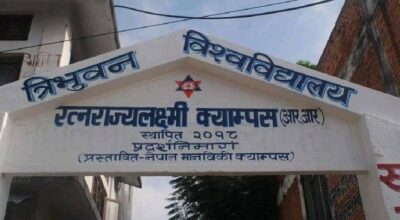 त्रिभुवन विश्वविद्यालय
रत्नराज्यलक्ष्मी क्याम्पस (आर.आर)
स्थापित २०१८
प्रदर्शनिमार्ग
(प्रस्तावित-नेपाल मानविकी क्याम्पस)